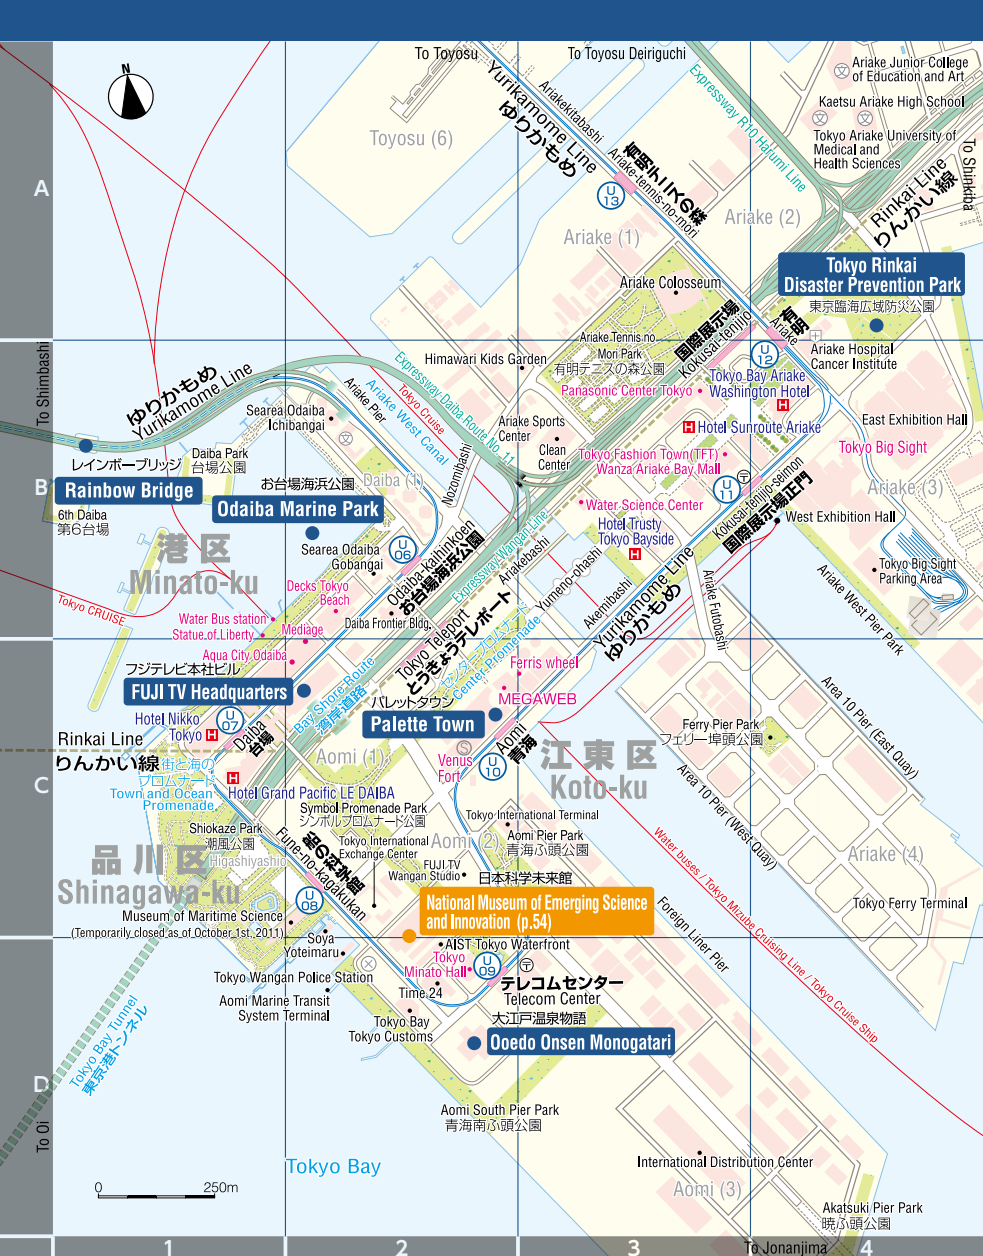 To Toyosu
To Toyosu Deiriguchi
N
Yurikamome Line
ゆりかもめ
Ariakekitabashi
Expressway R10 Harumi Line
Ariake Junior College
of Education and Art
Kaetsu Ariake High School
Tokyo Ariake University of
Medical and
Health Sciences
To Shinkiba
Rinkai Line
りんかい線
Toyosu (6)
A
有明テニスの森
Ariake-tennis-no-mori
U
13
Ariake (1)
Ariake (2)
Tokyo Rinkai
Disaster Prevention Park
東京臨海広域防災公園
Ariake Colosseum
国際展示場
Kokusai-tenjijo
有明
Ariake
U
12
Ariake Hospital
Cancer Institute
Ariake Tennis no
Mori Park
有明テニスの森公園
Himawari Kids Garden
Panasonic Center Tokyo
Tokyo Bay Ariake
Washington Hotel
H
To Shimbashi
ゆりかもめ
Yurikamome Line
Expressway Daiba Route No. 11
Tokyo Cruise
Ariake West Canal
Ariake Pier
Searea Odaiba
Ichibangai
Ariake Sports
Center
Clean
Center
H
Hotel Sunroute Ariake
East Exhibition Hall
Tokyo Big Sight
Tokyo Fashion Town(TFT)
Wanza Ariake Bay Mall
レインボーブリッジ
Rainbow Bridge
Daiba Park
台場公園
6th Daiba
第6台場
B
お台場海浜公園
Odaiba Marine Park
Daiba (1)
Nozomibashi
Water Science Center
U
11
Kokusai-tenjijo-seimon
国際展示場正門
Ariake (3)
West Exhibition Hall
Hotel Trusty
Tokyo Bayside
H
港区
Minato-ku
Searea Odaiba
Gobangai
U
06
Odaiba-kaihinkoen
お台場海浜公園
Expressway Wangan Line
Ariakebashi
Yumeno-ohashi
Akemibashi
Yurikamome Line
ゆりかもめ
Ariake Futobashi
Ariake West Pier Park
Tokyo Big Sight
Parking Area
Tokyo CRUISE
Decks Tokyo
Beach
Daiba Frontier Bldg.
Water Bus station
Statue of Liberty
Mediage
Aqua City Odaiba
フジテレビ本社ビル
FUJI TV Headquarters
Tokyo Teleport
とうきょうテレポート
センタープロムナード
Center Promenade
Ferris wheel
MEGAWEB
パレットタウン
Palette Town
Bay Shore Route
湾岸道路
Hotel Nikko
Tokyo
H
U
07
Daiba
台場
Rinkai Line
りんかい線
Aomi (1)
Venus
Fort
U
10
Aomi
青海
江東区
Koto-ku
Ferry Pier Park
フェリー埠頭公園
Area 10 Pier (East Quay)
Area 10 Pier (West Quay)
C
街と海の
プロムナード
Town and Ocean
Promenade
H
Hotel Grand Pacific LE DAIBA
Symbol Promenade Park
シンボルプロムナード公園
Tokyo International
Exchange Center
Shiokaze Park
潮風公園
Higashiyashio
品川区
Shinagawa-ku
船の科学館
Fune-no-kagakukan
U
08
Aomi (2)
FUJI TV
Wangan Studio
Tokyo International Terminal
Aomi Pier Park
青海ふ頭公園
日本科学未来館
National Museum of Emerging Science
and Innovation (p.54)
Water buses / Tokyo Mizube Cruising Line / Tokyo Cruise Ship
Ariake (4)
Tokyo Ferry Terminal
Foreign Liner Pier
Museum of Maritime Science
(Temporarily closed as of October 1st, 2011)
Soya
Yoteimaru
Tokyo Wangan Police Station
Aomi Marine Transit
System Terminal
AIST Tokyo Waterfront
Tokyo
Minato Hall
U
09
Time 24
テレコムセンター
Telecom Center
Tokyo Bay
Tokyo Customs
大江戸温泉物語
Ooedo Onsen Monogatari
Tokyo Bay Tunnel
東京港トンネル
D
To Oi
Aomi South Pier Park
青海南ふ頭公園
Tokyo Bay
International Distribution Center
Aomi (3)
Akatsuki Pier Park
暁ふ頭公園
0
250m
To Jonanjima
1
2
3
4